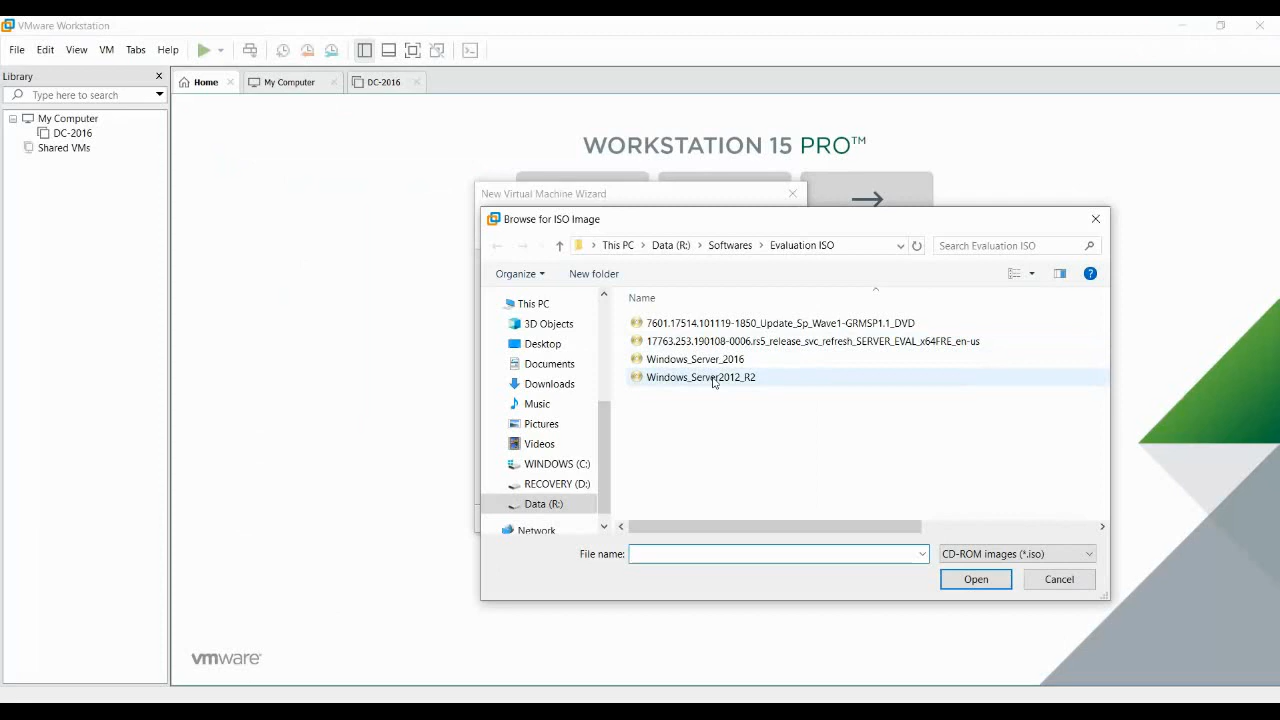 VMware Workstation
File Edit View VM Tabs Help
Library
Type here to search
My Computer
DC-2016
Shared VMs
Home
My Computer
DC-2016
WORKSTATION 15 PRO™
New Virtual Machine Wizard
Browse for ISO Image
This PC > Data (R:) > Softwares > Evaluation ISO
Search Evaluation ISO
Organize
New folder
This PC
3D Objects
Desktop
Documents
Downloads
Music
Pictures
Videos
WINDOWS (C:)
RECOVERY (D:)
Data (R:)
Network
Name
7601.17514.101119-1850_Update_Sp_Wave1-GRMSP1.1_DVD
17763.253.190108-0006.rs5_release_svc_refresh_SERVER_EVAL_x64FRE_en-us
Windows_Server_2016
Windows_Server2012_R2
File name:
CD-ROM images (*.iso)
Open
Cancel
vmware